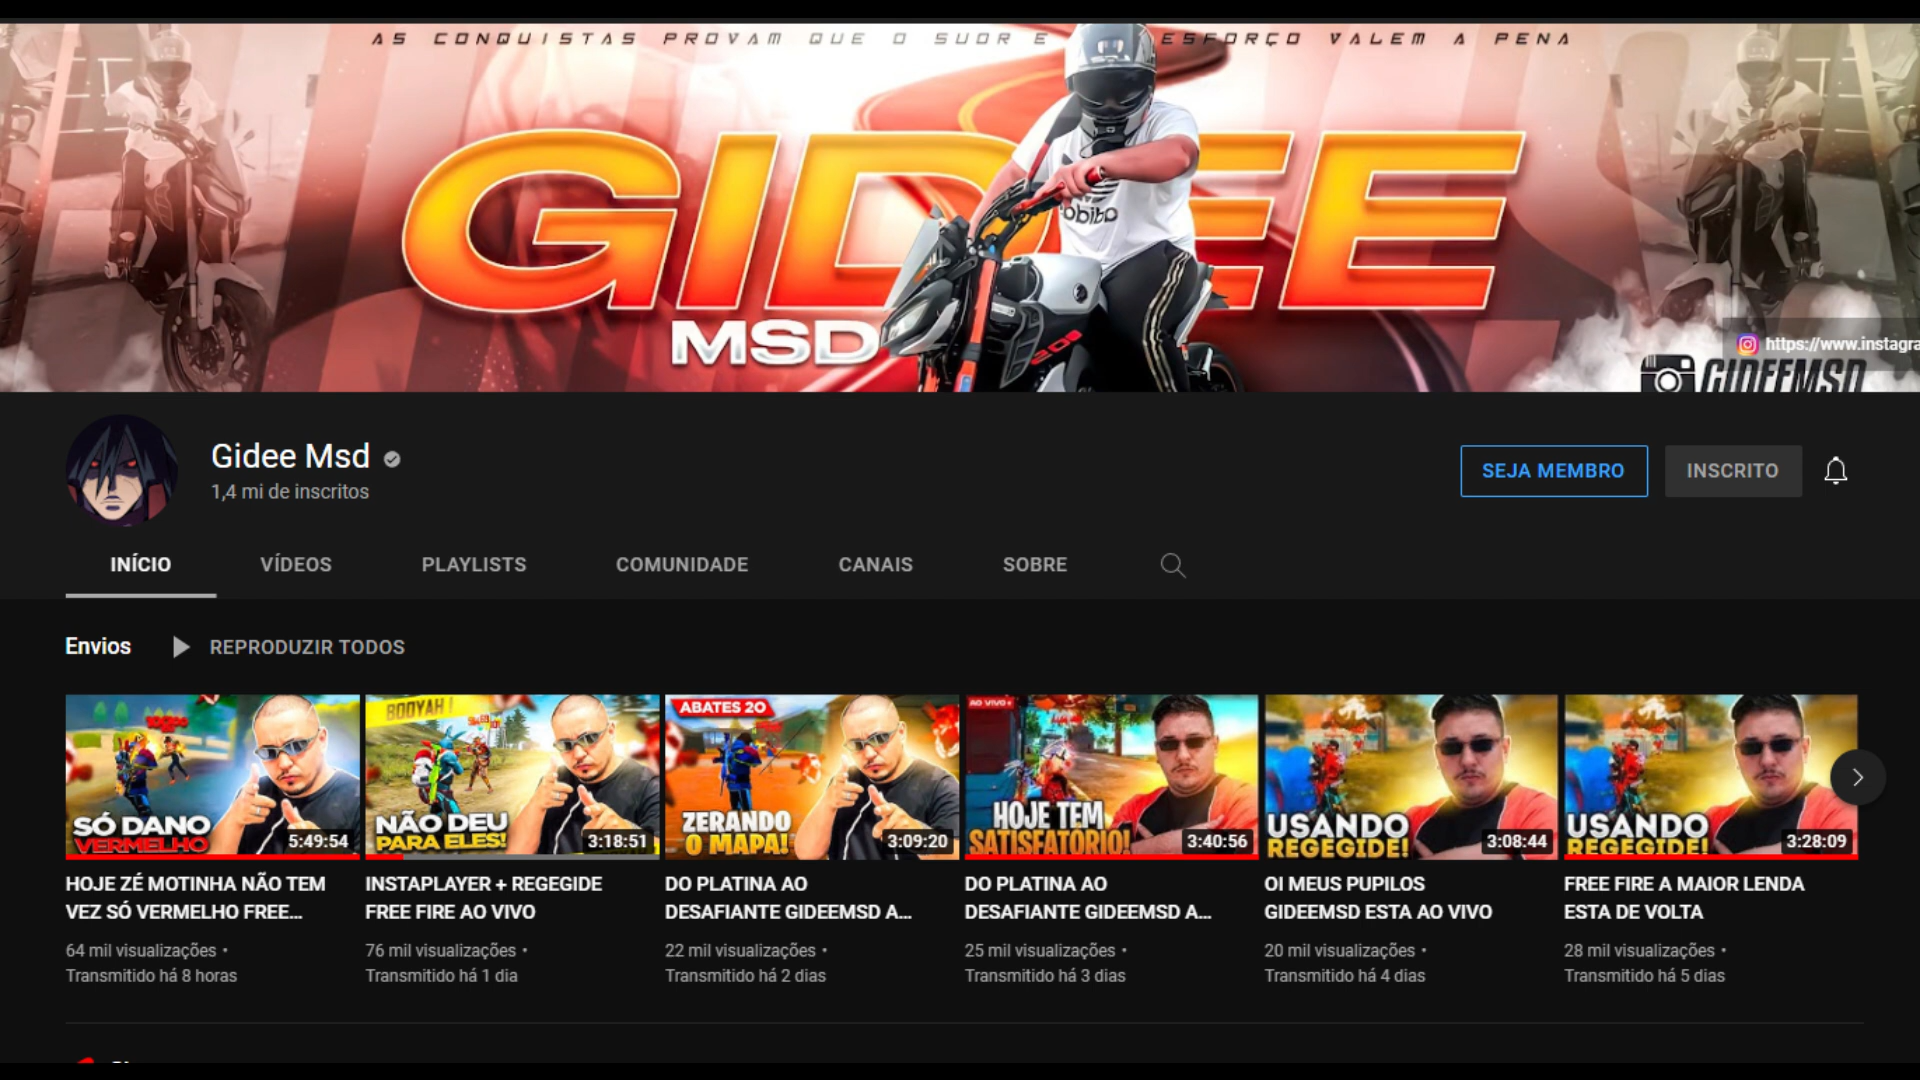 AS CONQUISTAS PROVAM QUE O SUOR E ESFORÇO VALEM A PENA
GIDEE
MSD
https://www.instagra
GIDEEMSD
Gidee Msd
1,4 mi de inscritos
SEJA MEMBRO
INSCRITO
INÍCIO
VÍDEOS
PLAYLISTS
COMUNIDADE
CANAIS
SOBRE
Envios
REPRODUZIR TODOS
SÓ DANO
VERMELHO
5:49:54
BOOYAH!
NÃO DEU
PARA ELES!
3:18:51
ABATES 20
ZERANDO
O MAPA!
3:09:20
AO VIVO
HOJE TEM
SATISFATÓRIO!
3:40:56
USANDO
REGEGIDE!
3:08:44
USANDO
REGEGIDE!
3:28:09
HOJE ZÉ MOTINHA NÃO TEM
VEZ SÓ VERMELHO FREE...
64 mil visualizações •
Transmitido há 8 horas
INSTAPLAYER + REGEGIDE
FREE FIRE AO VIVO
76 mil visualizações •
Transmitido há 1 dia
DO PLATINA AO
DESAFIANTE GIDEEMSD A...
22 mil visualizações •
Transmitido há 2 dias
DO PLATINA AO
DESAFIANTE GIDEEMSD A...
25 mil visualizações •
Transmitido há 3 dias
OI MEUS PUPILOS
GIDEEMSD ESTA AO VIVO
20 mil visualizações •
Transmitido há 4 dias
FREE FIRE A MAIOR LENDA
ESTA DE VOLTA
28 mil visualizações •
Transmitido há 5 dias